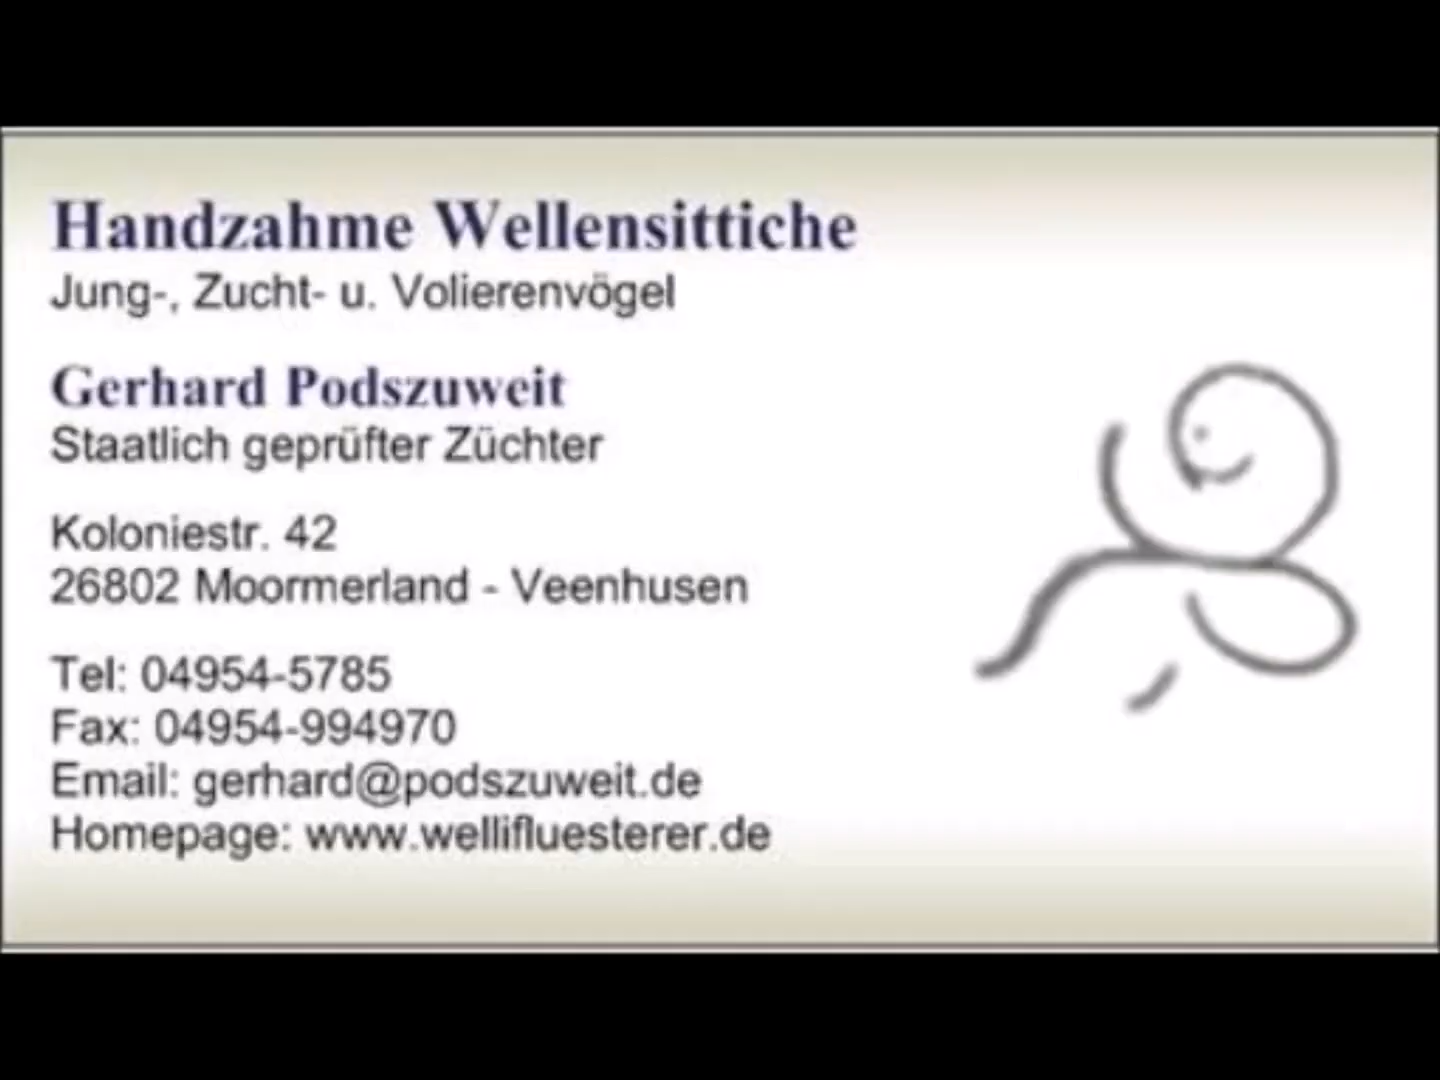 Handzahme Wellensittiche
Jung-, Zucht- u. Volierenvögel
Gerhard Podszuweit
Staatlich geprüfter Züchter
Koloniestr. 42
26802 Moormerland - Veenhusen
Tel: 04954-5785
Fax: 04954-994970
Email: gerhard@podszuweit.de
Homepage: www.wellifluesterer.de